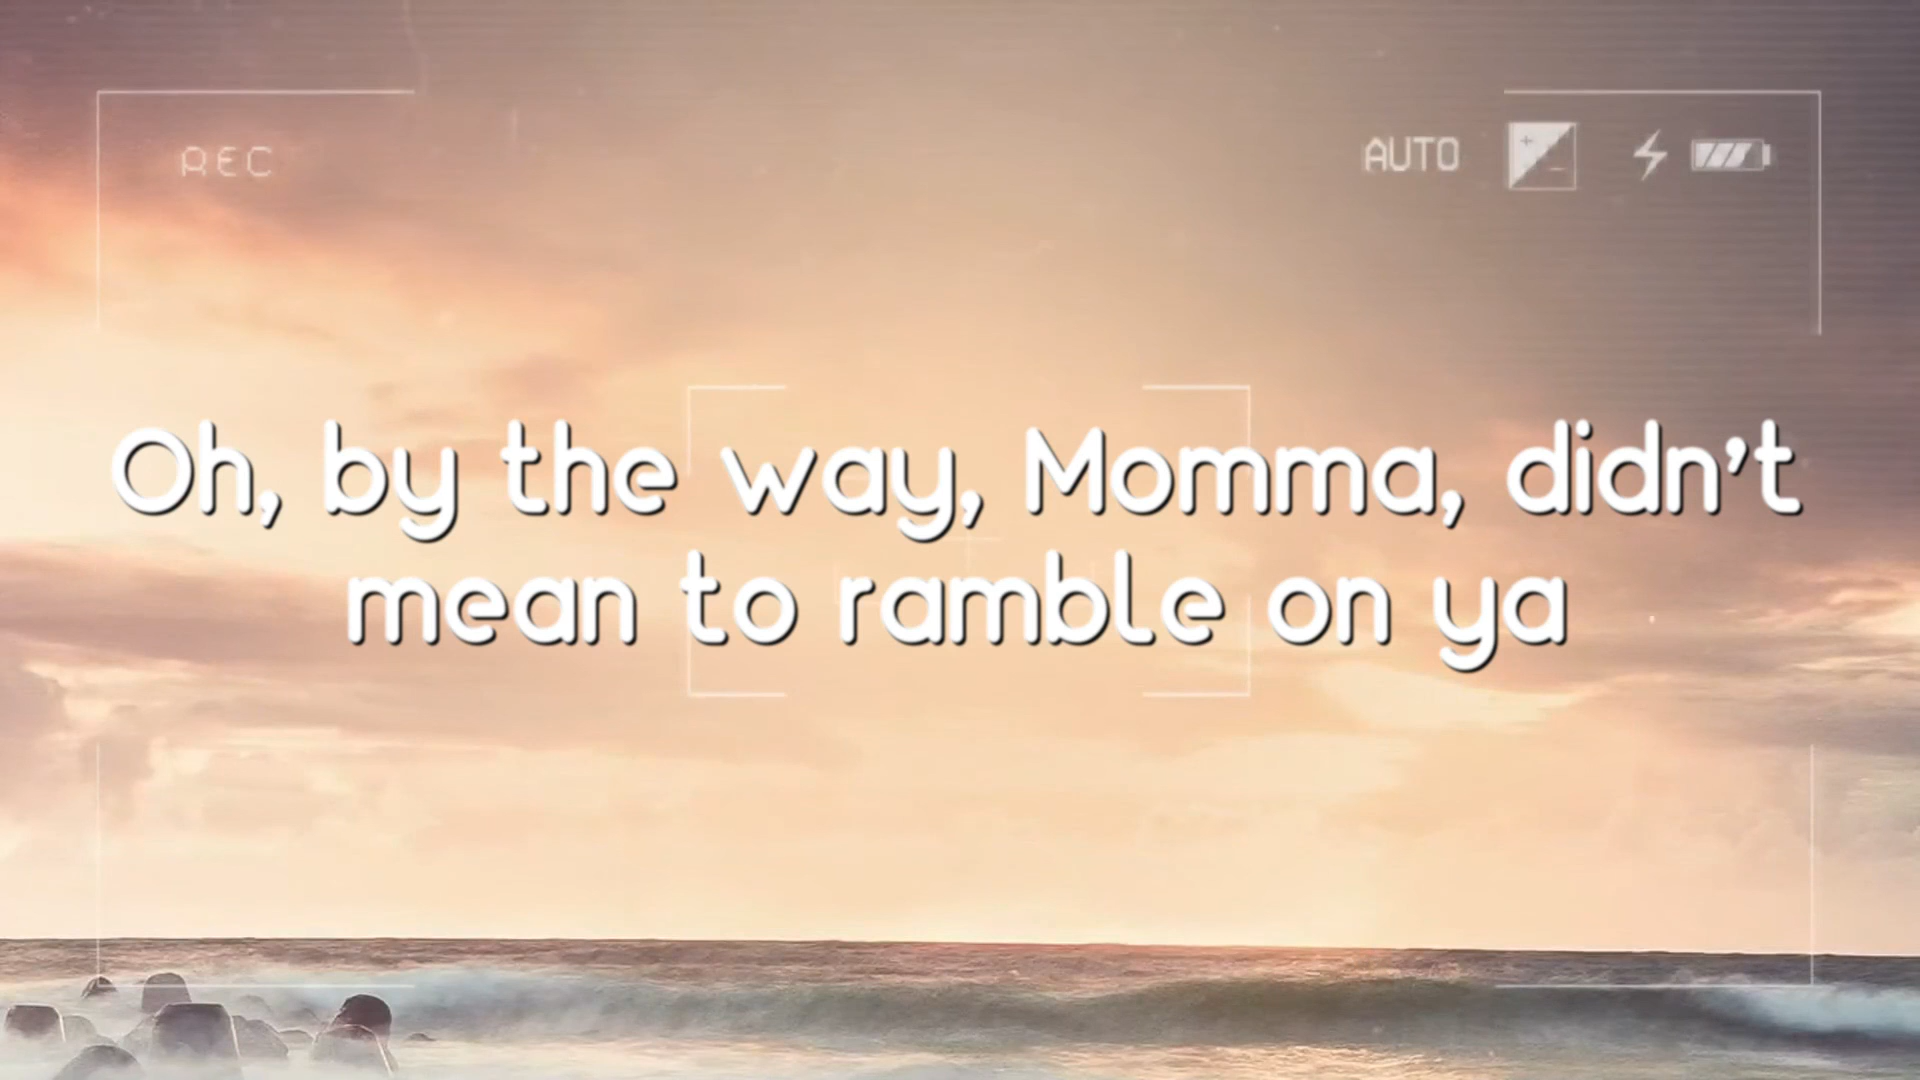 REC
AUTO
Oh, by the way, Momma, didn't
mean to ramble on ya